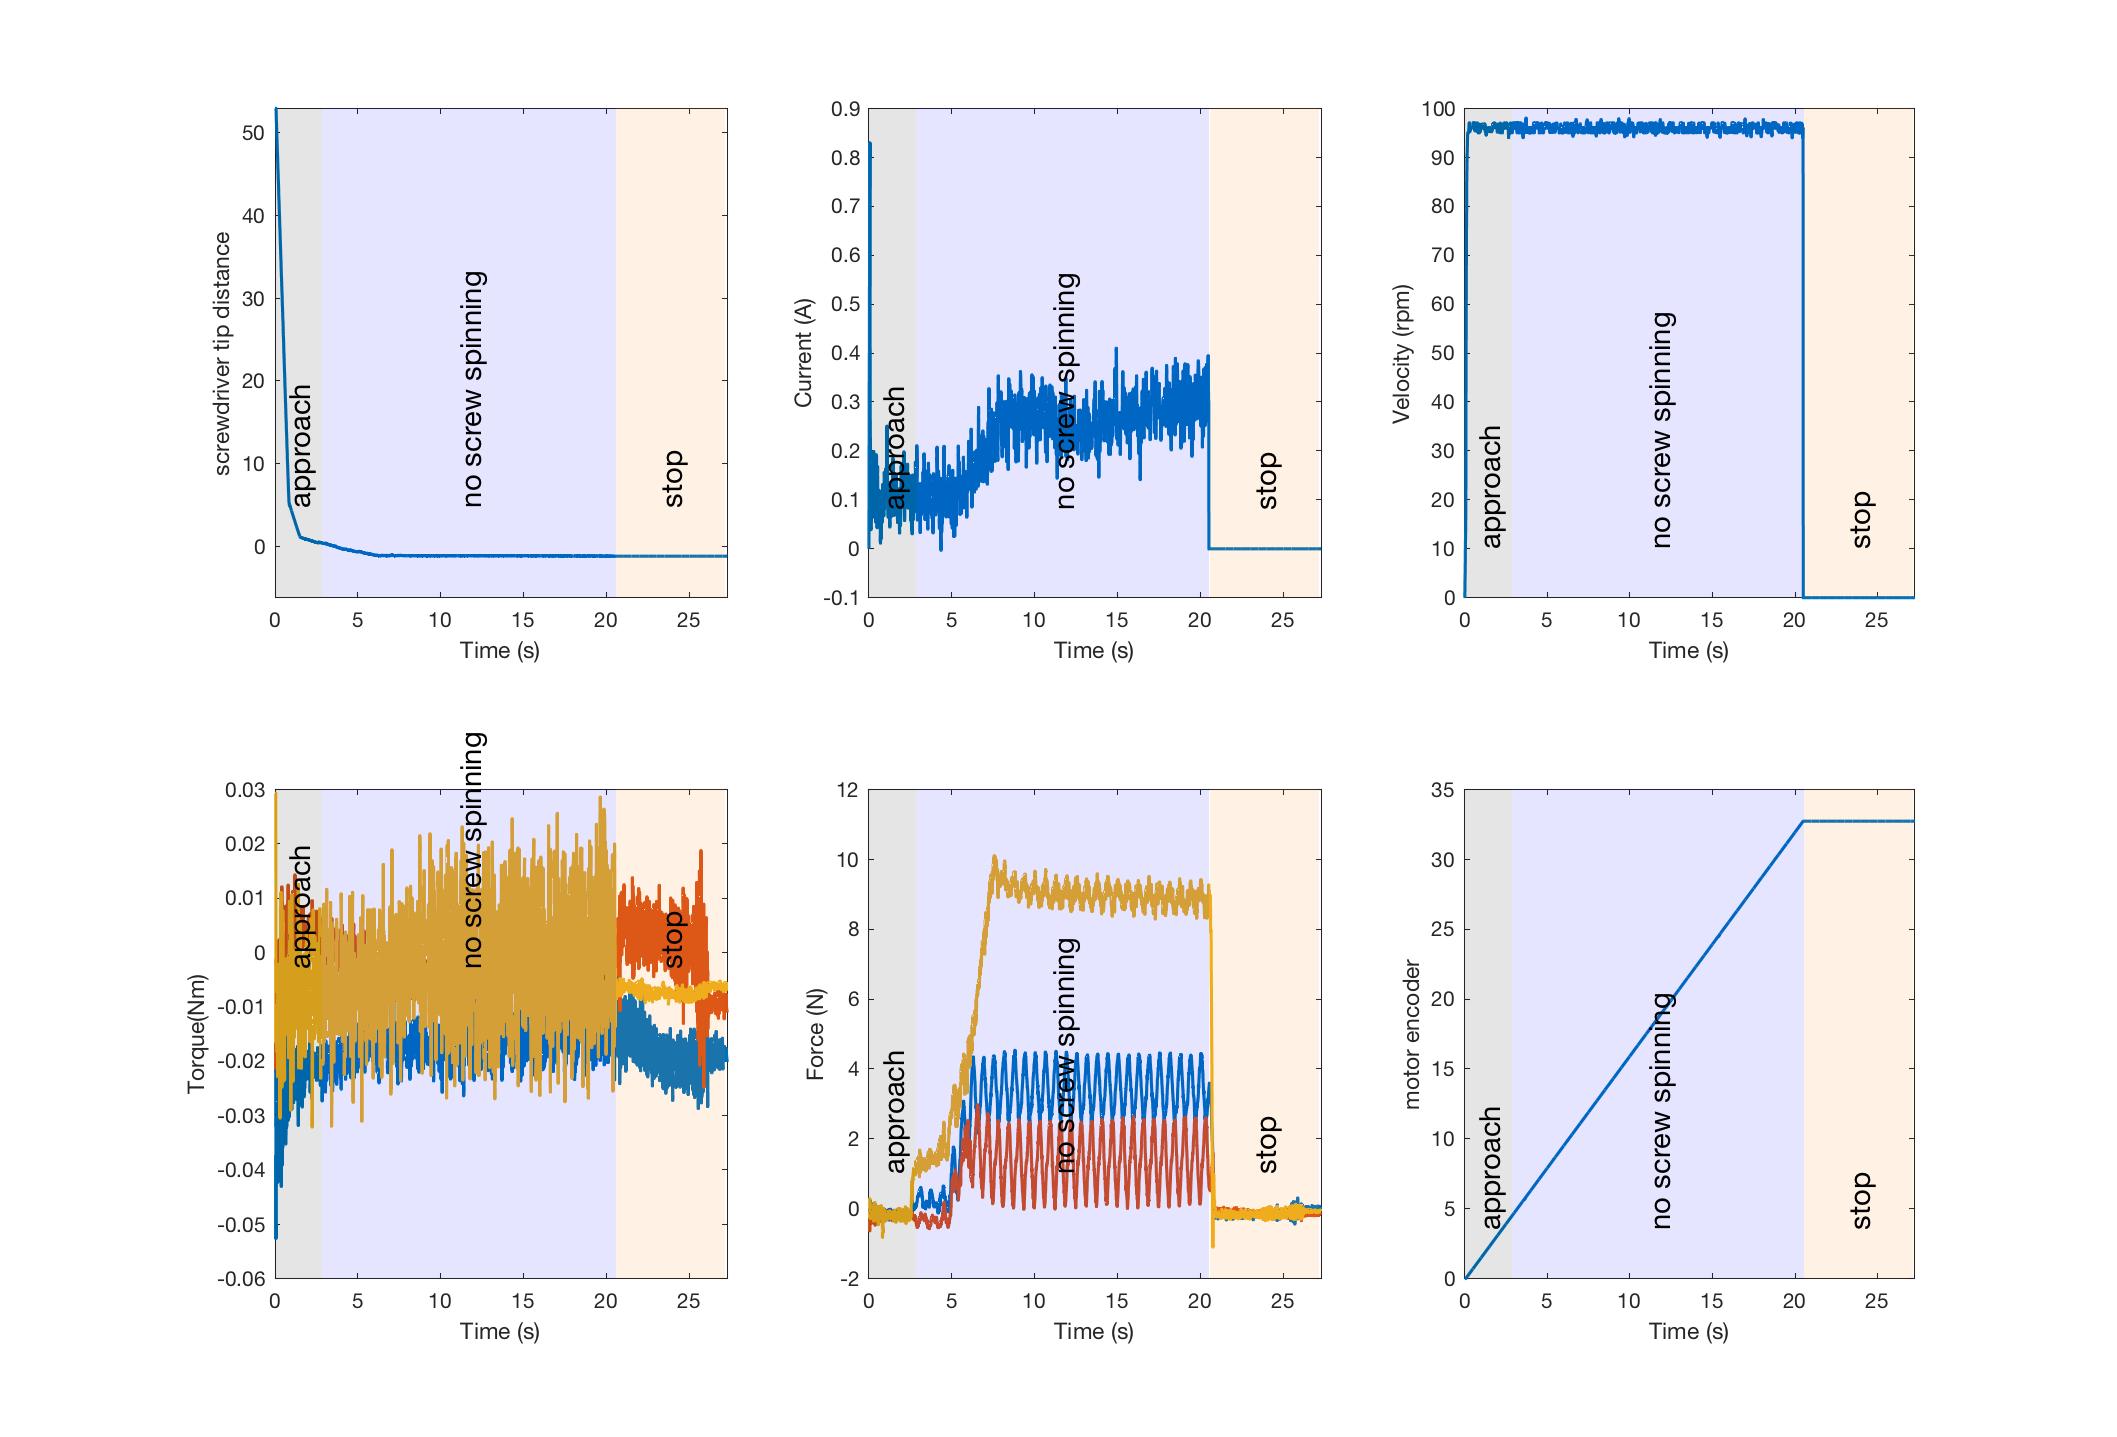 50
40
30
20
10
0
screwdriver tip distance
approach
no screw spinning
stop
0 5 10 15 20 25
Time (s)
0.9
0.8
0.7
0.6
0.5
0.4
0.3
0.2
0.1
0
-0.1
Current (A)
approach
no screw spinning
stop
0 5 10 15 20 25
Time (s)
100
90
80
70
60
50
40
30
20
10
0
Velocity (rpm)
approach
no screw spinning
stop
0 5 10 15 20 25
Time (s)
0.03
0.02
0.01
0
-0.01
-0.02
-0.03
-0.04
-0.05
-0.06
Torque(Nm)
approach
no screw spinning
stop
0 5 10 15 20 25
Time (s)
12
10
8
6
4
2
0
-2
Force (N)
approach
no screw spinning
stop
0 5 10 15 20 25
Time (s)
35
30
25
20
15
10
5
0
motor encoder
approach
no screw spinning
stop
0 5 10 15 20 25
Time (s)